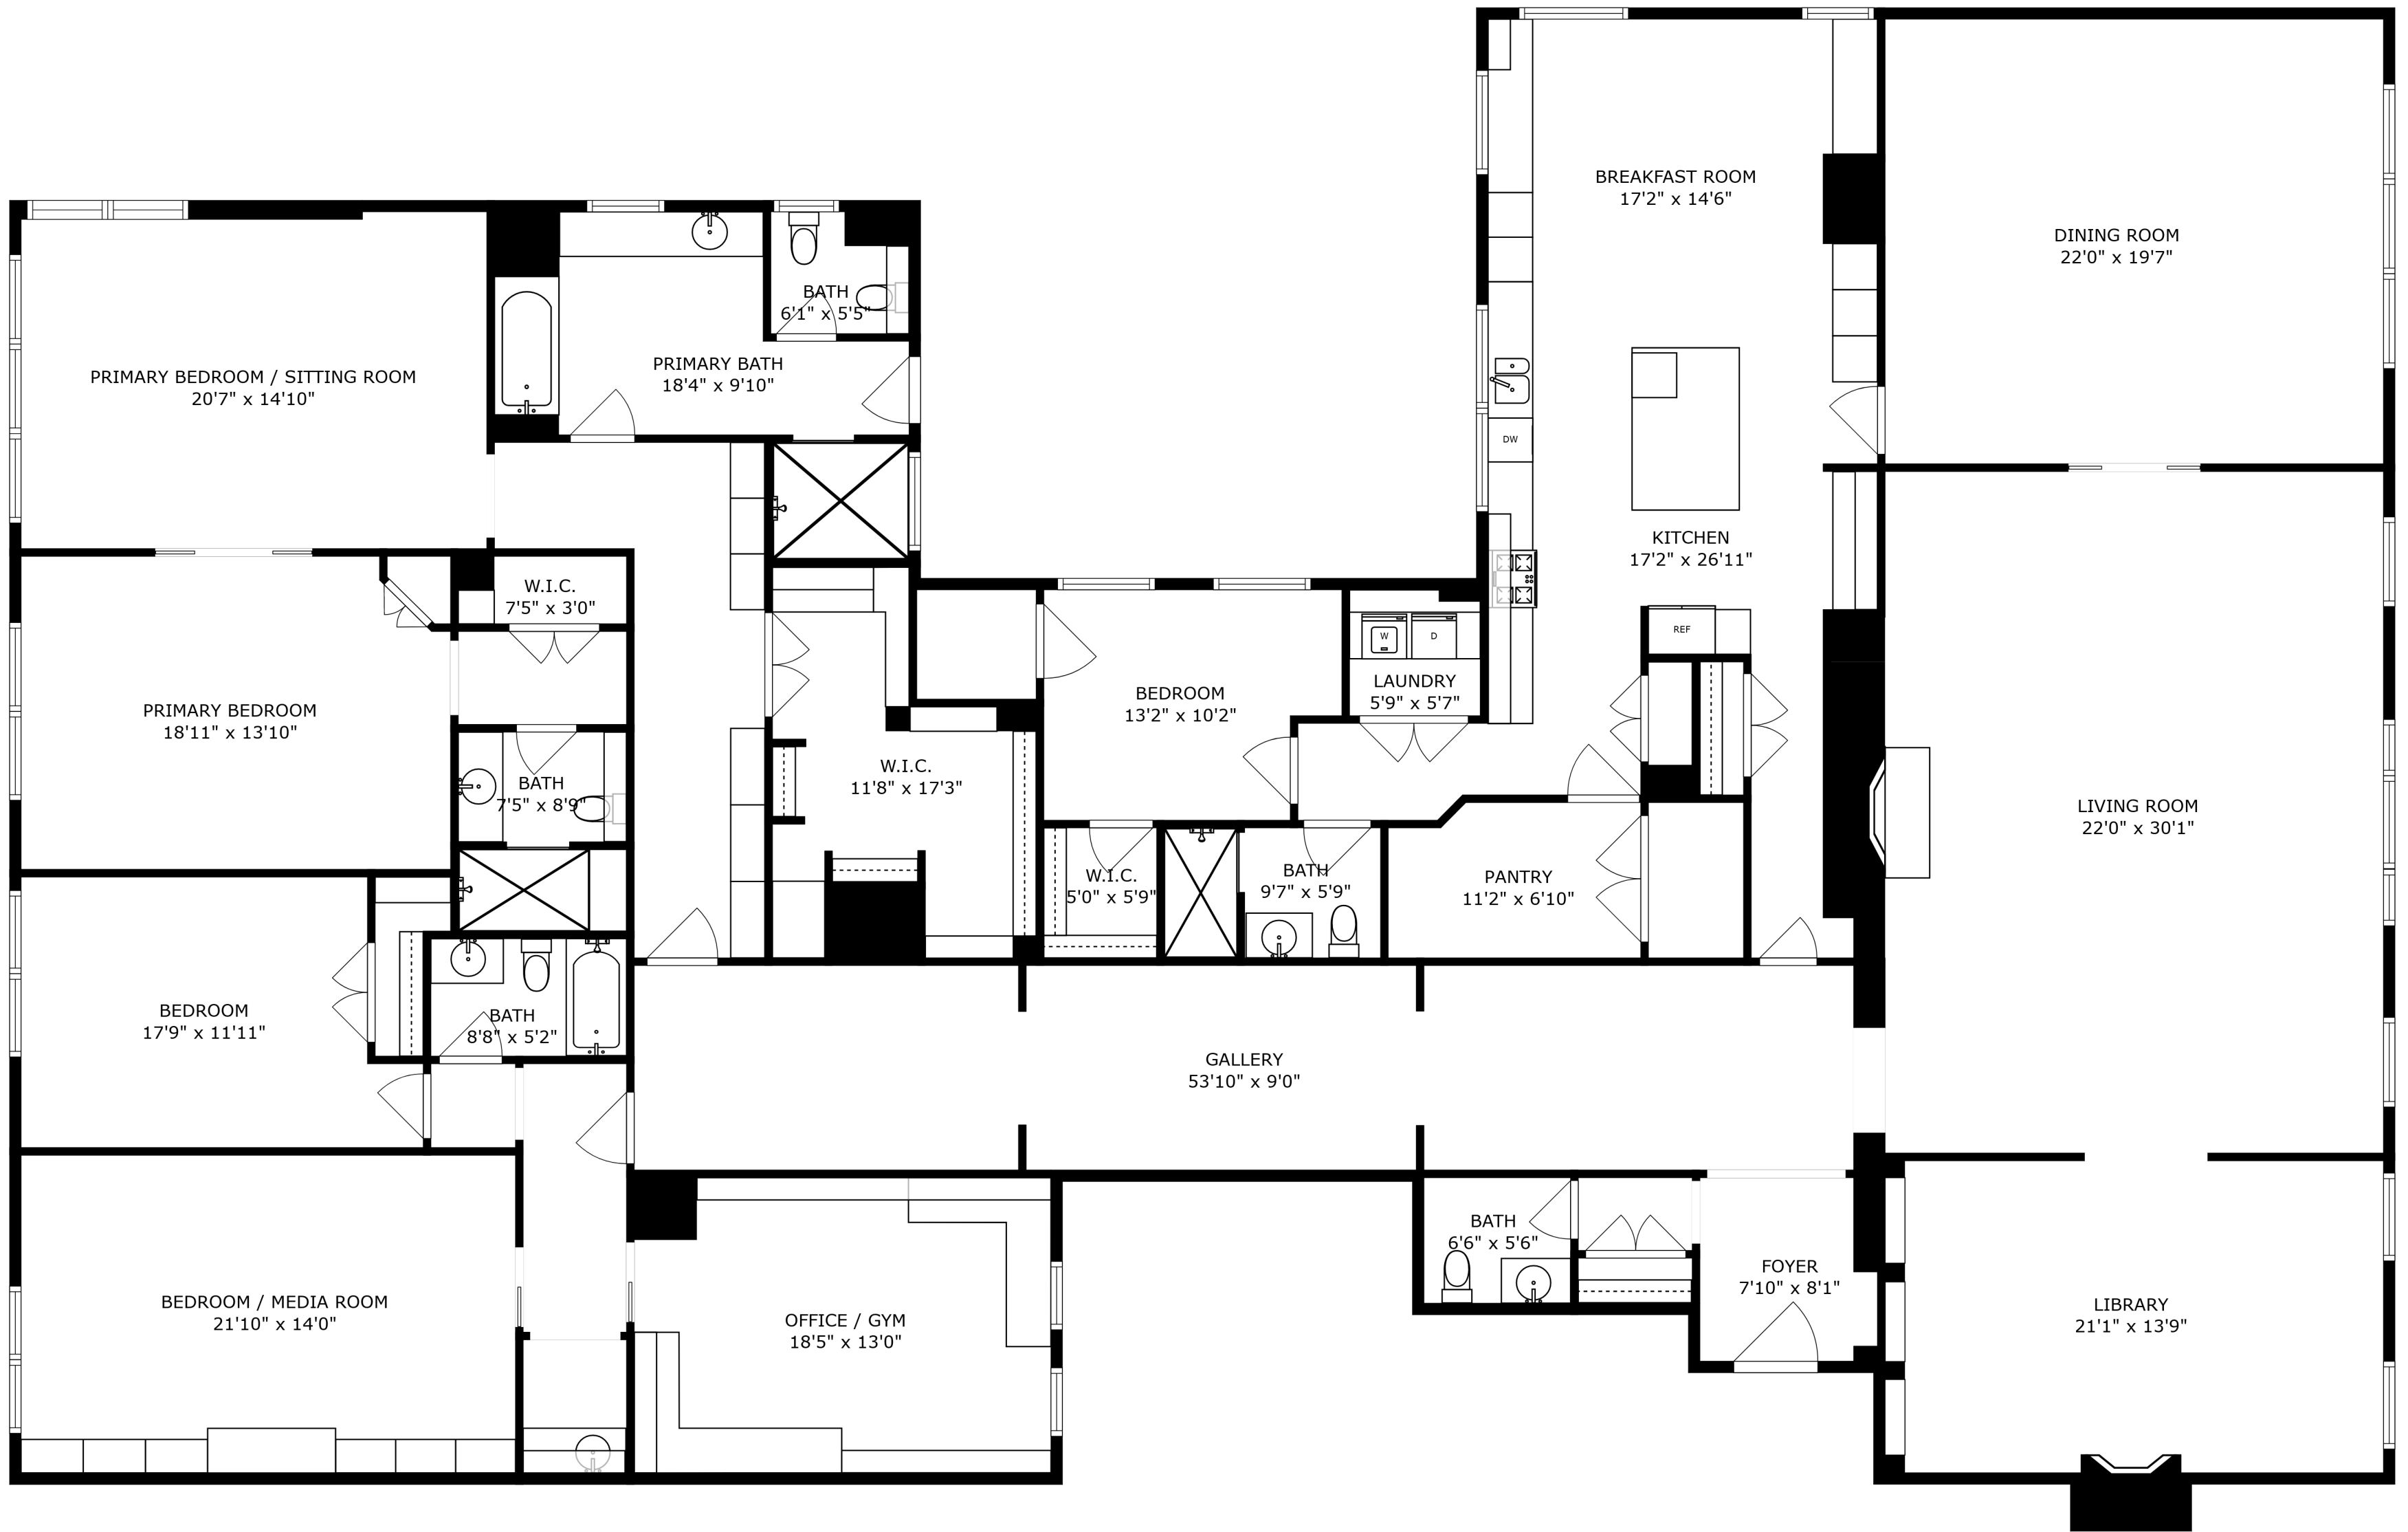 BREAKFAST ROOM
17'2" x 14'6"
DINING ROOM
22'0" x 19'7"
BATH
6'1" x 5'5"
PRIMARY BATH
18'4" x 9'10"
PRIMARY BEDROOM / SITTING ROOM
20'7" x 14'10"
DW
KITCHEN
17'2" x 26'11"
W.I.C.
7'5" x 3'0"
REF
W
D
LAUNDRY
5'9" x 5'7"
BEDROOM
13'2" x 10'2"
PRIMARY BEDROOM
18'11" x 13'10"
W.I.C.
11'8" x 17'3"
BATH
7'5" x 8'9"
LIVING ROOM
22'0" x 30'1"
W.I.C.
5'0" x 5'9"
BATH
9'7" x 5'9"
PANTRY
11'2" x 6'10"
BEDROOM
17'9" x 11'11"
BATH
8'8" x 5'2"
GALLERY
53'10" x 9'0"
BATH
6'6" x 5'6"
FOYER
7'10" x 8'1"
BEDROOM / MEDIA ROOM
21'10" x 14'0"
OFFICE / GYM
18'5" x 13'0"
LIBRARY
21'1" x 13'9"